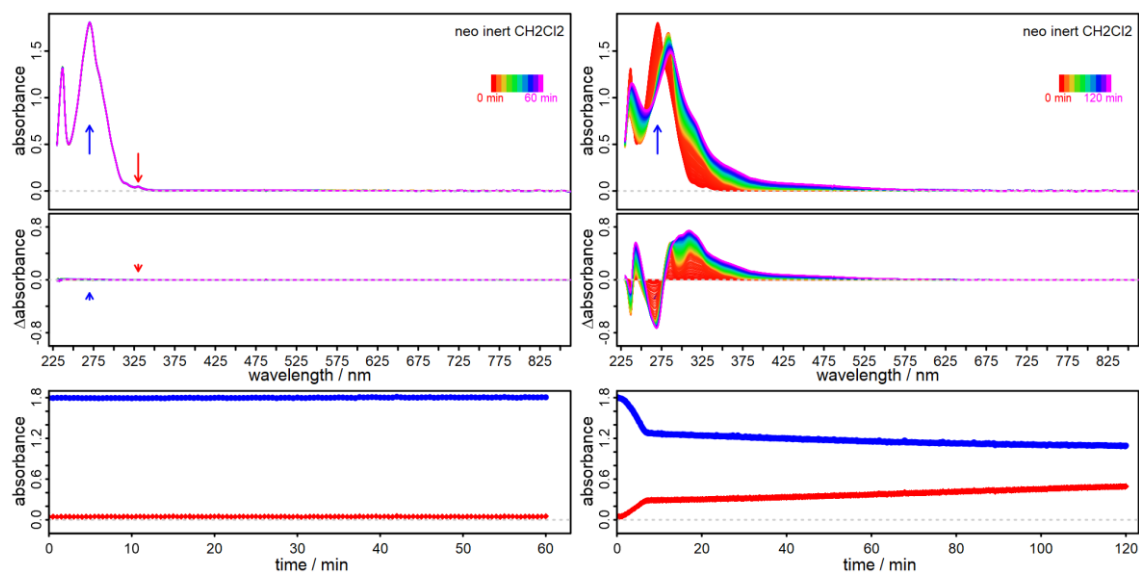 neo inert CH2Cl2
0 min 60 min
absorbance
0.0 0.5 1.0 1.5
Δabsorbance
-0.8 0.0 0.8
225 275 325 375 425 475 525 575 625 675 725 775 825
wavelength / nm
absorbance
0.0 0.6 1.2 1.8
0 10 20 30 40 50 60
time / min
neo inert CH2Cl2
0 min 120 min
absorbance
0.0 0.5 1.0 1.5
Δabsorbance
-0.8 0.0 0.8
225 275 325 375 425 475 525 575 625 675 725 775 825
wavelength / nm
absorbance
0.0 0.6 1.2 1.8
0 20 40 60 80 100 120
time / min